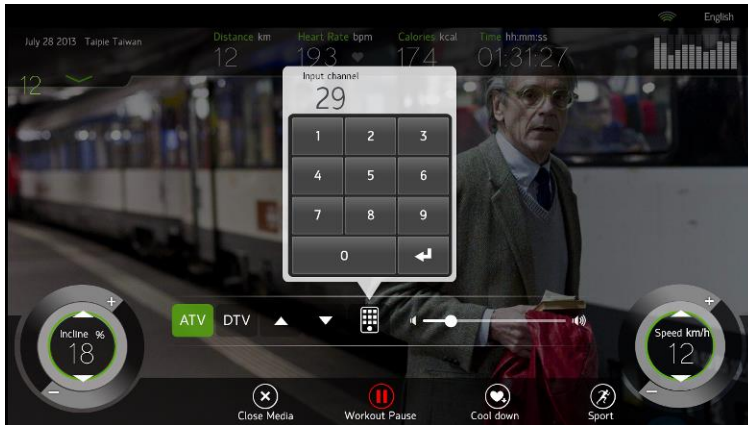 English
July 28 2013 Taipie Taiwan
Distance km
Heart Rate bpm
Calories kcal
Time hh:mm:ss
12
193
174
01:31:27
12
Input channel
29
1 2 3
4 5 6
7 8 9
0
ATV DTV
Incline %
18
Speed km/h
12
Close Media
Workout Pause
Cool down
Sport